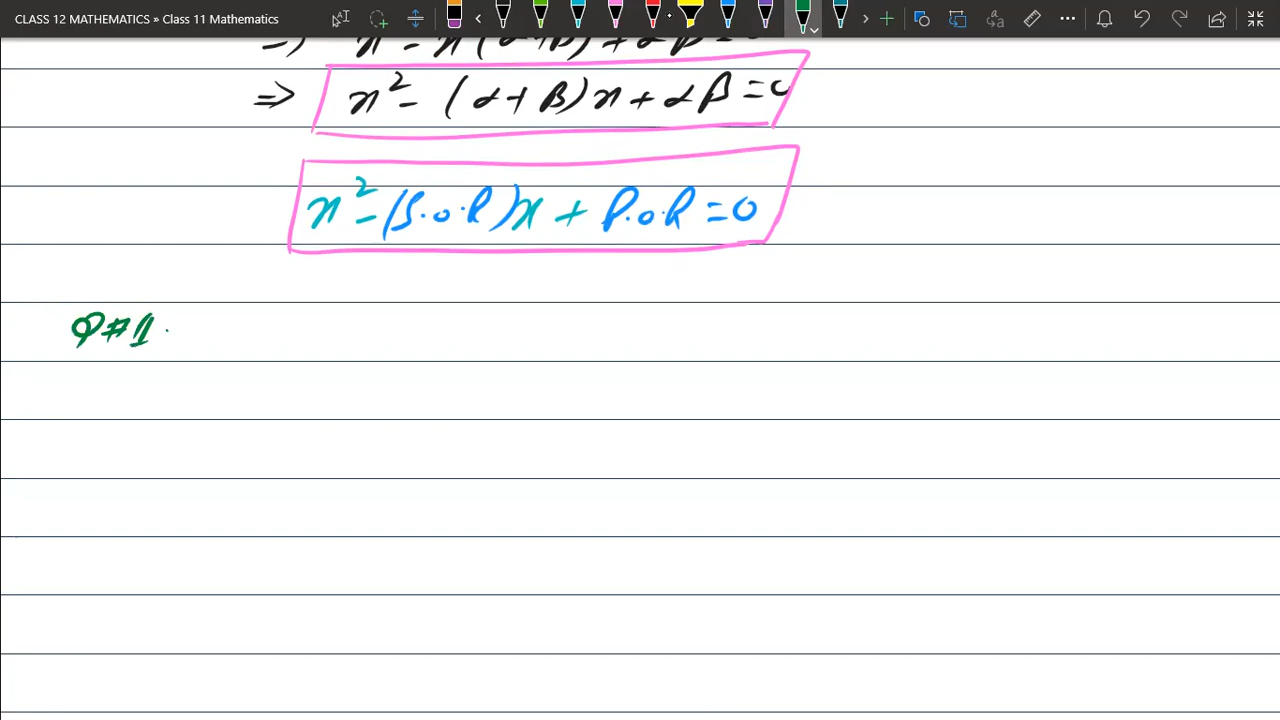 CLASS 12 MATHEMATICS » Class 11 Mathematics
=> x² - (α+β)x + αβ = 0
x² - (S.o.R)x + P.o.R = 0
Q#1.